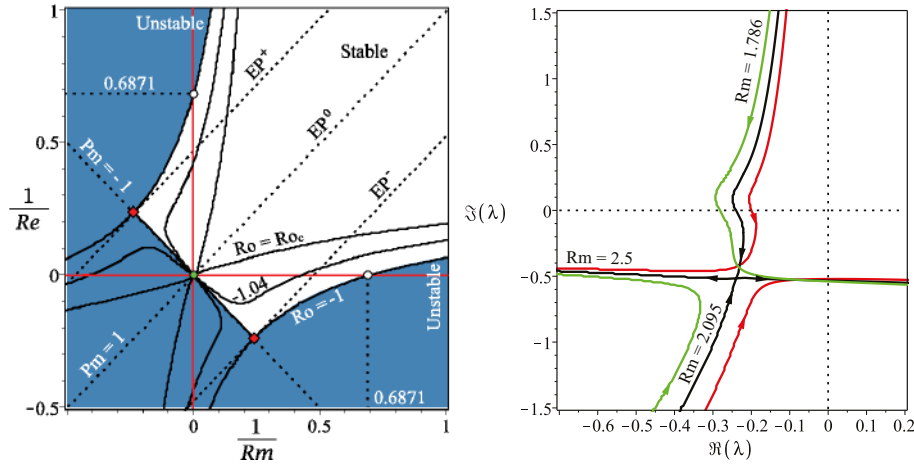 1
0.5
0
-0.5
1
Re
0
0.5
1
1
Rm
Unstable
Stable
0.6871
EP+
EP0
EP-
Pm = -1
Ro = Roc
-1.04
Ro = -1
Unstable
Pm = 1
0.6871
1.5
1
0.5
0
-0.5
-1
-1.5
ℑ(λ)
Rm = 1.786
Rm = 2.5
Rm = 2.095
-0.6 -0.5 -0.4 -0.3 -0.2 -0.1 0 0.1 0.2
ℜ(λ)